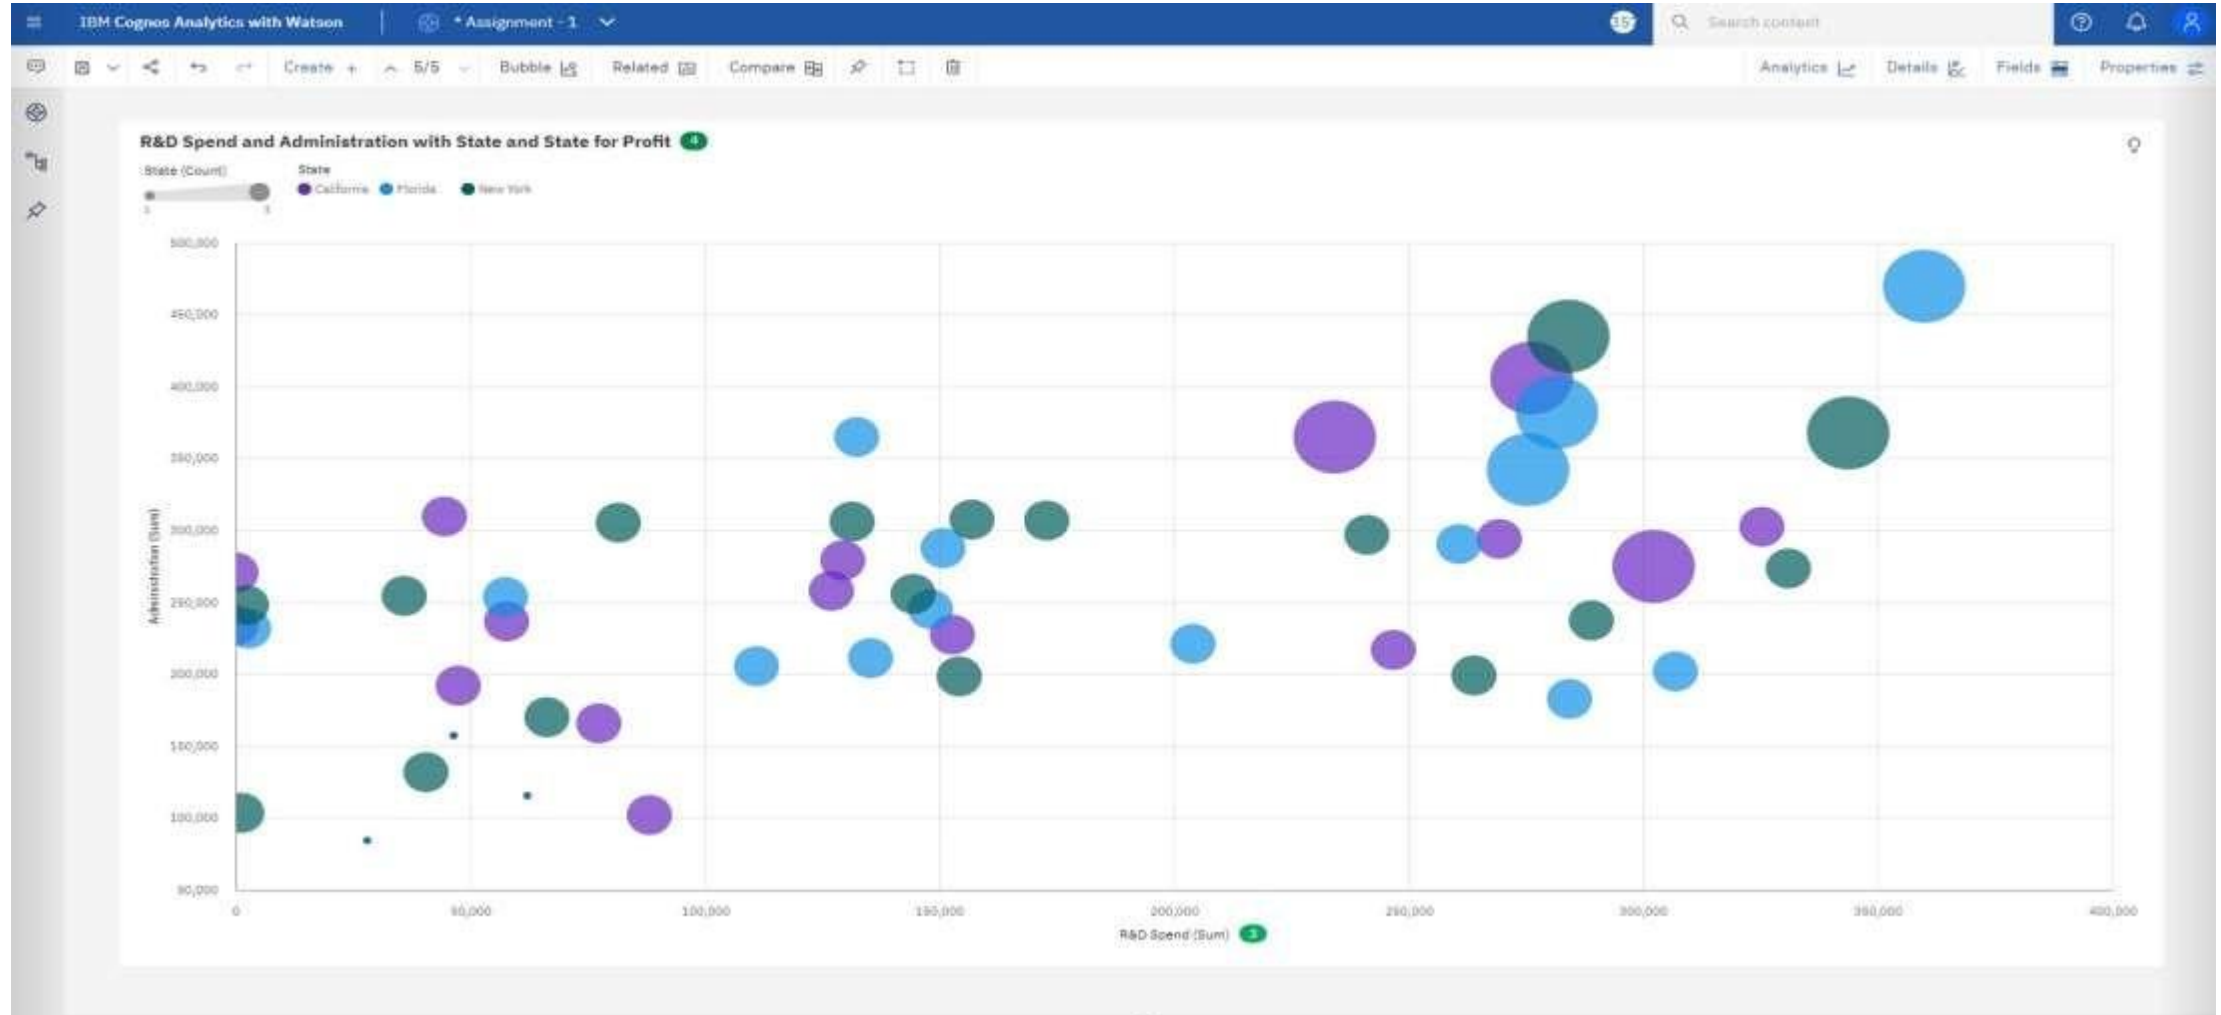 IBM Cognos Analytics with Watson * Assignment - 1 Search content
Create + 5/5 Bubble Related Compare Analytics Details Fields Properties
R&D Spend and Administration with State and State for Profit 4
State (Count) State
California Florida New York
500,000
450,000
400,000
350,000
300,000
250,000
200,000
150,000
100,000
50,000
Administration (Sum)
0 50,000 100,000 150,000 200,000 250,000 300,000 350,000 400,000
R&D Spend (Sum) 3